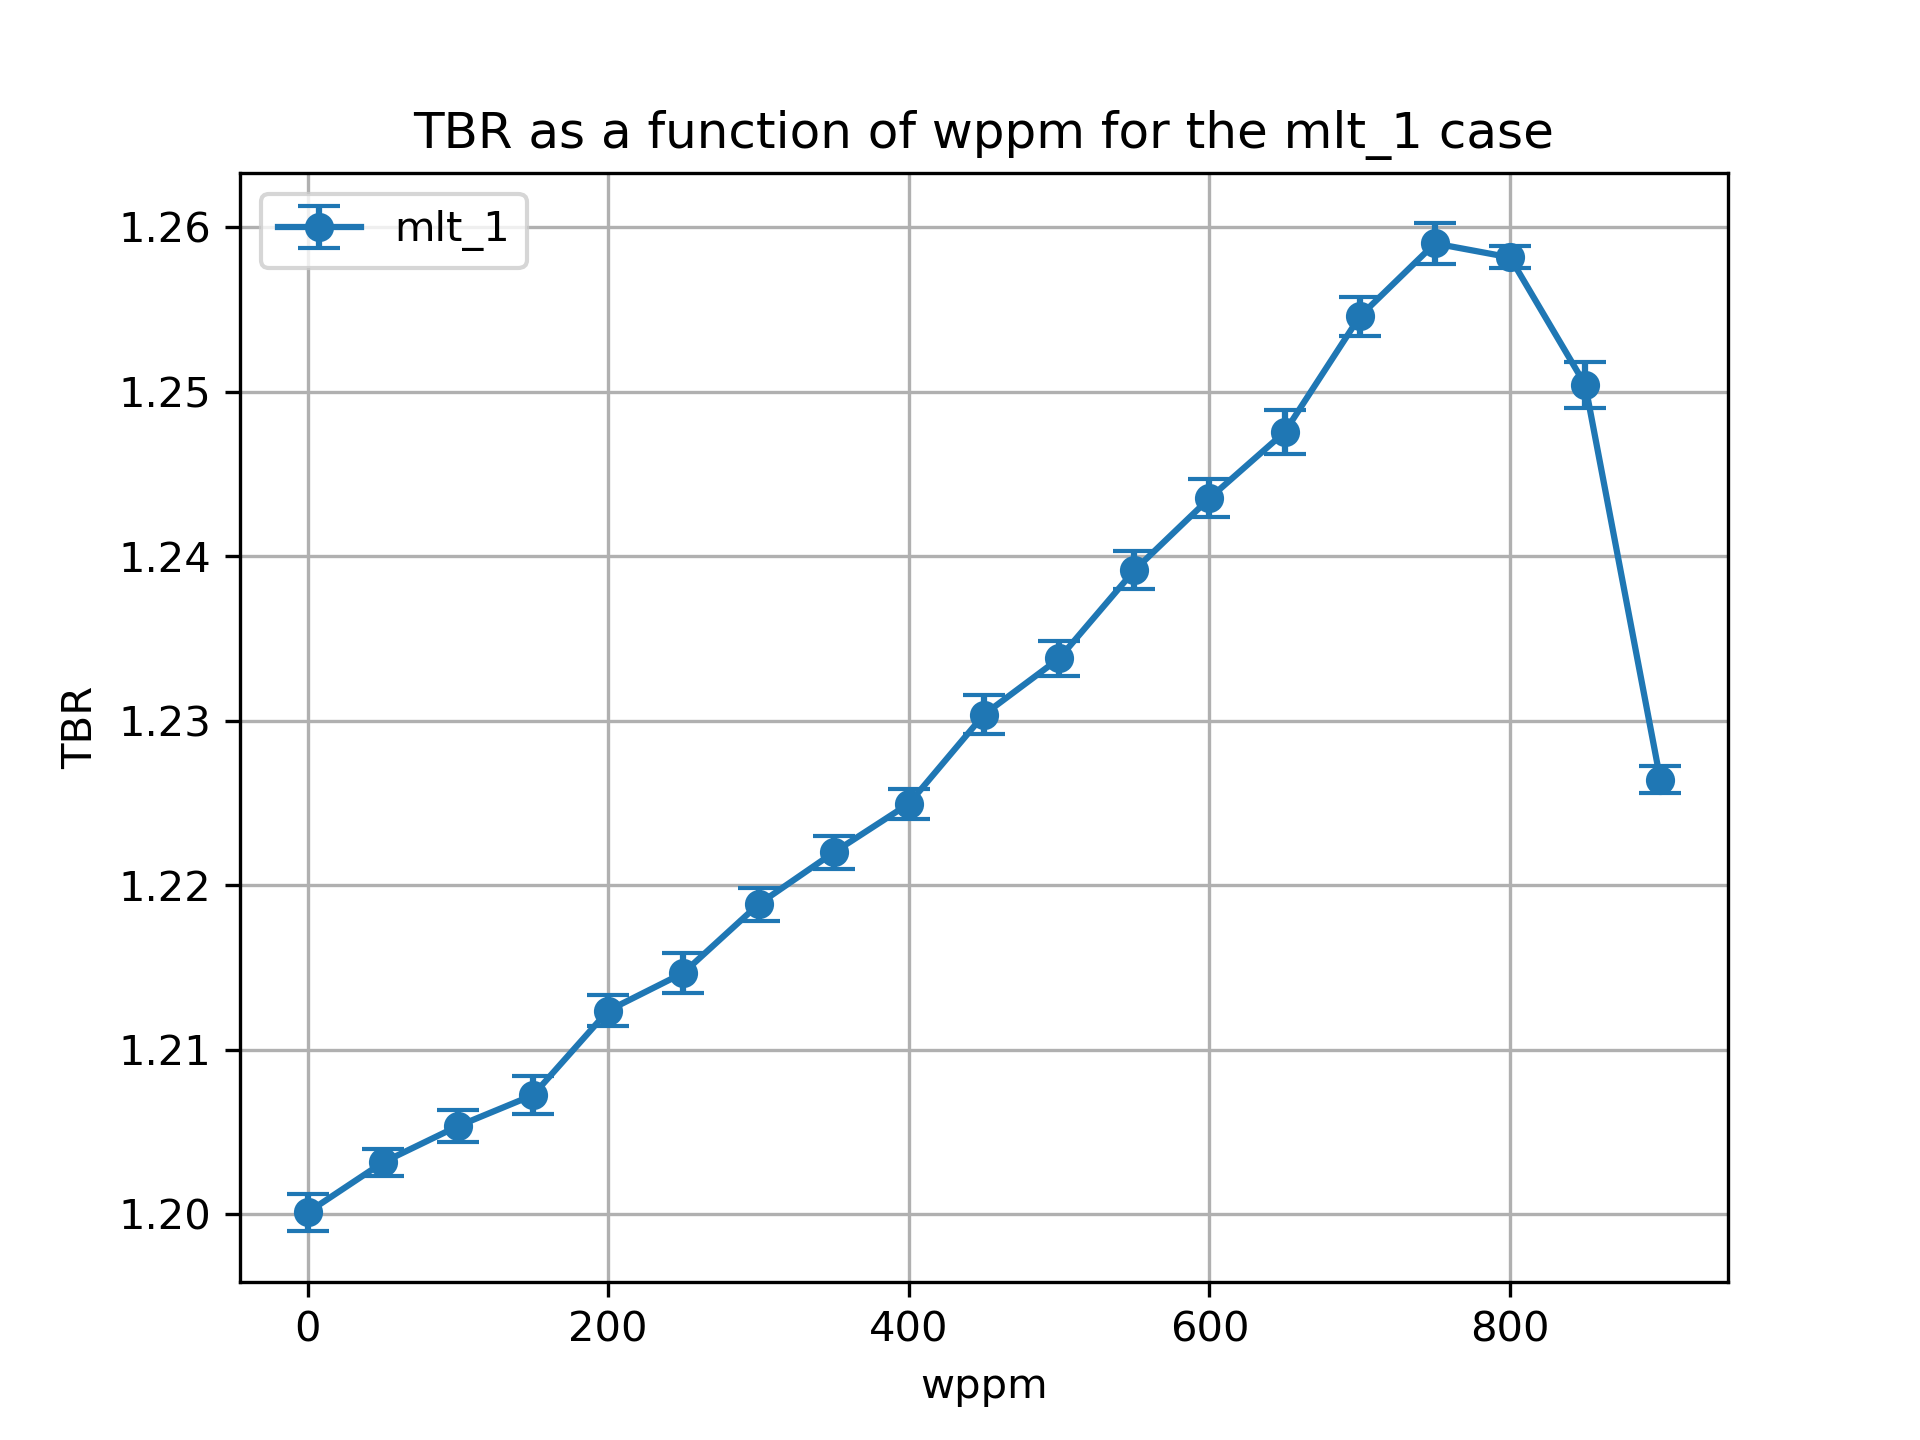 TBR as a function of wppm for the mlt_1 case
mlt_1
1.26
1.25
1.24
1.23
1.22
1.21
1.20
TBR
0 200 400 600 800
wppm